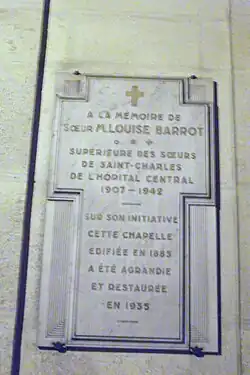 A LA MÉMOIRE DE
SŒUR M. LOUISE BARROT
SUPÉRIEURE DES SŒURS
DE SAINT-CHARLES
DE L'HÔPITAL CENTRAL
1907 - 1942
SUR SON INITIATIVE
CETTE CHAPELLE
ÉDIFIÉE EN 1883
A ÉTÉ AGRANDIE
ET RESTAURÉE
EN 1935